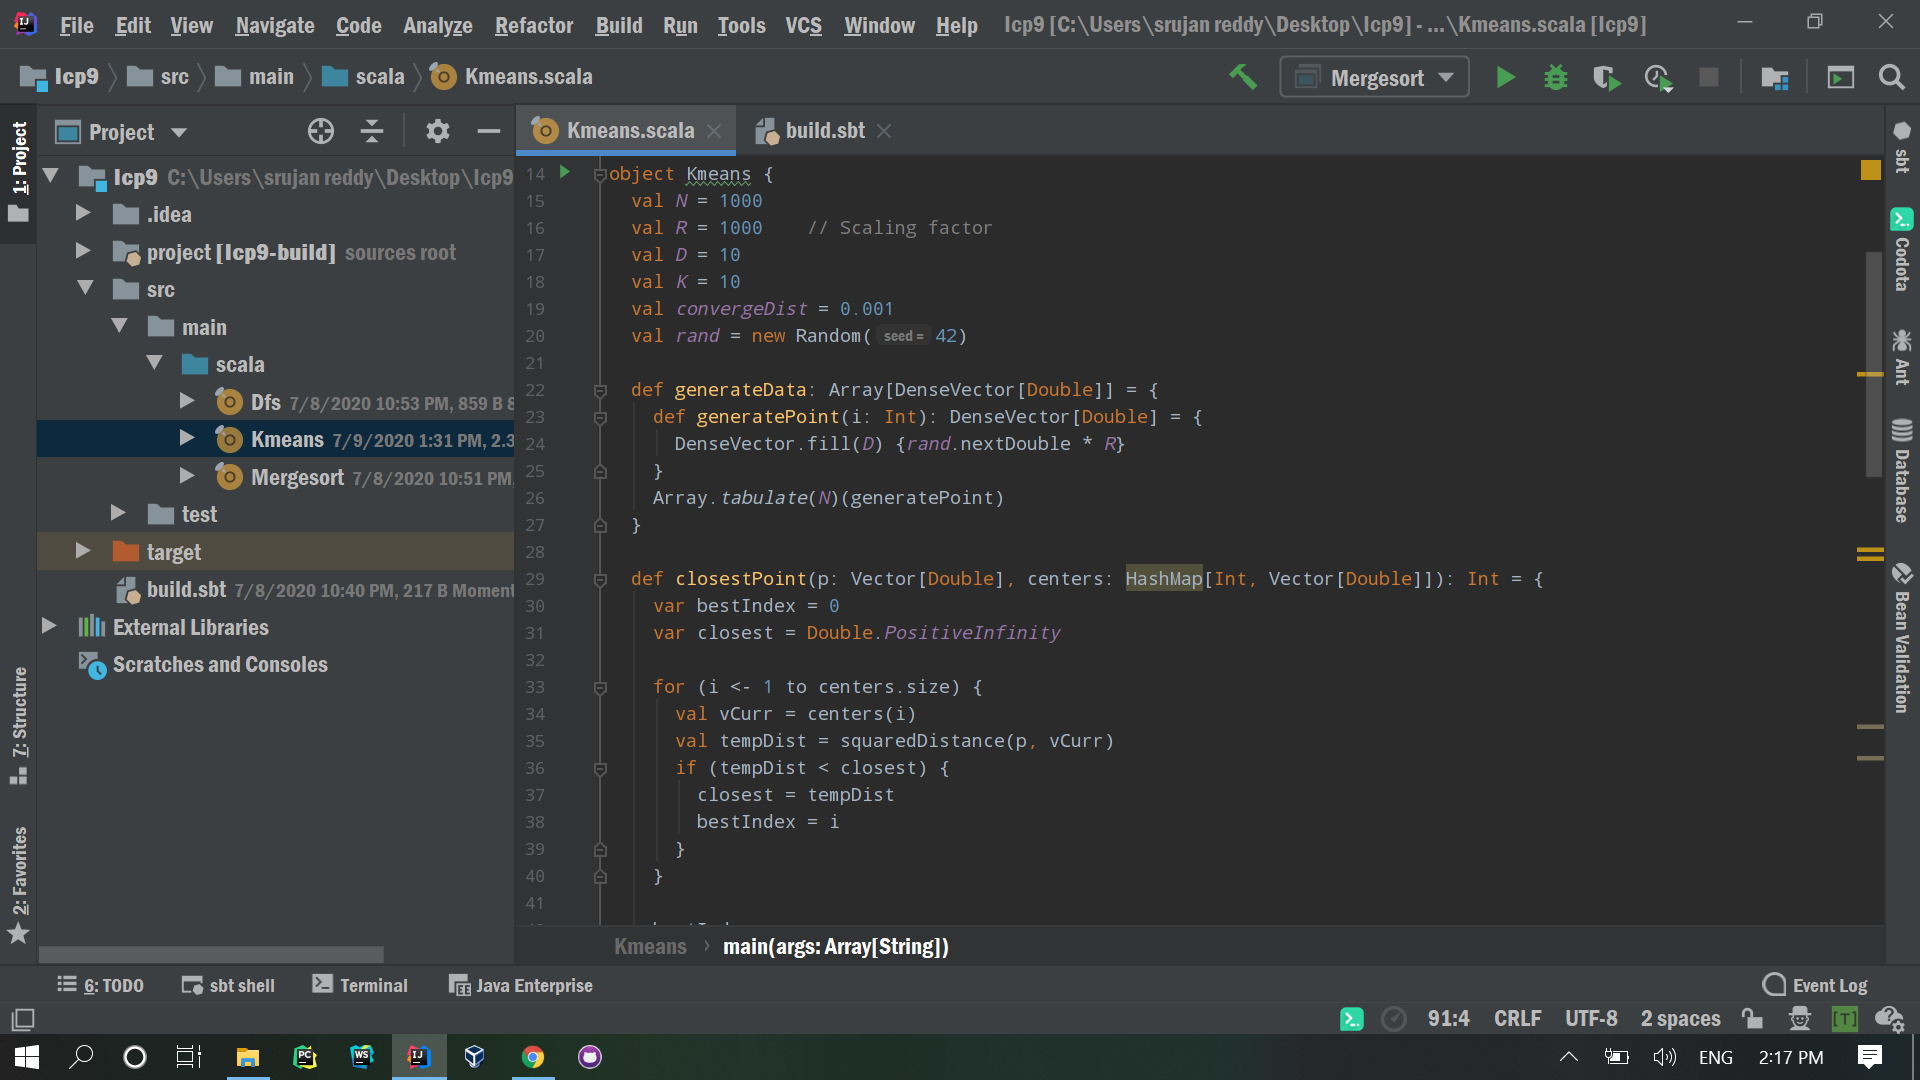 File Edit View Navigate Code Analyze Refactor Build Run Tools VCS Window Help Icp9 [C:\Users\srujan reddy\Desktop\Icp9] - ...\Kmeans.scala [Icp9]
Icp9 src main scala Kmeans.scala Mergesort
1: Project
Project
Icp9 C:\Users\srujan reddy\Desktop\Icp9
.idea
project [Icp9-build] sources root
src
main
scala
Dfs 7/8/2020 10:53 PM, 859 B 8
Kmeans 7/9/2020 1:31 PM, 2.3
Mergesort 7/8/2020 10:51 PM,
test
target
build.sbt 7/8/2020 10:40 PM, 217 B Moment
External Libraries
Scratches and Consoles
7: Structure
2: Favorites
Kmeans.scala build.sbt
14 object Kmeans {
15 val N = 1000
16 val R = 1000 // Scaling factor
17 val D = 10
18 val K = 10
19 val convergeDist = 0.001
20 val rand = new Random( seed = 42)
21
22 def generateData: Array[DenseVector[Double]] = {
23 def generatePoint(i: Int): DenseVector[Double] = {
24 DenseVector.fill(D) {rand.nextDouble * R}
25 }
26 Array.tabulate(N)(generatePoint)
27 }
28
29 def closestPoint(p: Vector[Double], centers: HashMap[Int, Vector[Double]]): Int = {
30 var bestIndex = 0
31 var closest = Double.PositiveInfinity
32
33 for (i <- 1 to centers.size) {
34 val vCurr = centers(i)
35 val tempDist = squaredDistance(p, vCurr)
36 if (tempDist < closest) {
37 closest = tempDist
38 bestIndex = i
39 }
40 }
41
Kmeans › main(args: Array[String])
sbt
Codota
Ant
Database
Bean Validation
6: TODO sbt shell Terminal Java Enterprise Event Log
91:4 CRLF UTF-8 2 spaces [T]
PC WS IJ ENG 2:17 PM